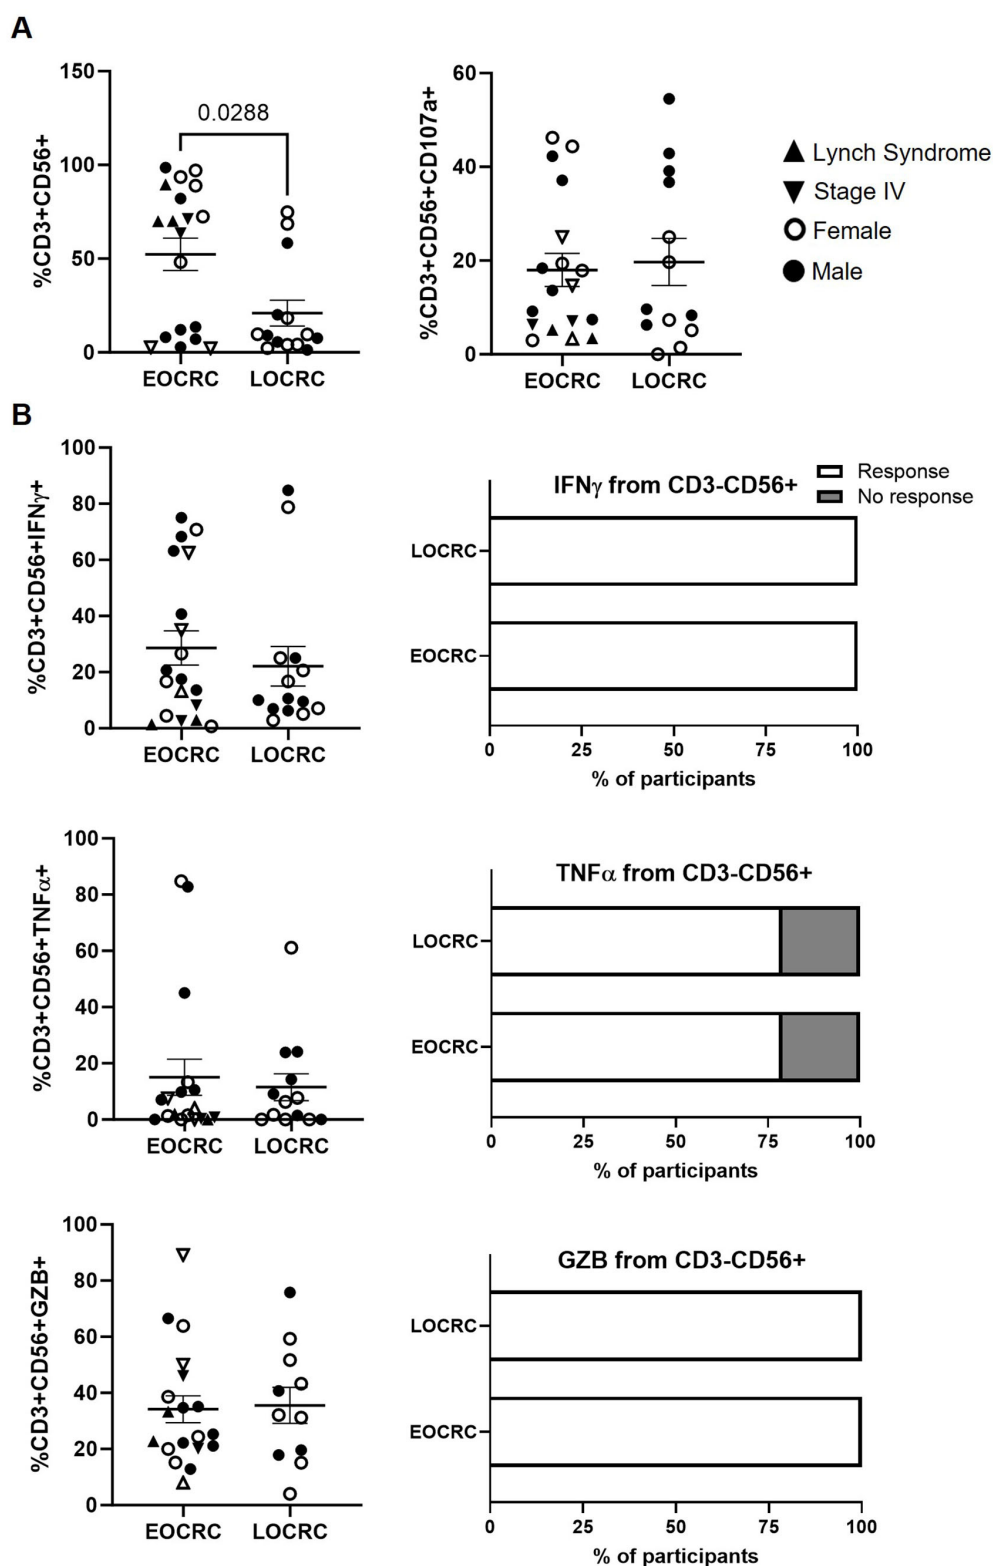 A
%CD3+CD56+
150
100
50
0
0.0288
EOCRC
LOCRC
%CD3+CD56+CD107a+
60
40
20
0
EOCRC
LOCRC
Lynch Syndrome
Stage IV
Female
Male
B
%CD3+CD56+IFNγ+
100
80
60
40
20
0
EOCRC
LOCRC
IFNγ from CD3-CD56+
Response
No response
LOCRC
EOCRC
0 25 50 75 100
% of participants
%CD3+CD56+TNFα+
100
80
60
40
20
0
EOCRC
LOCRC
TNFα from CD3-CD56+
LOCRC
EOCRC
0 25 50 75 100
% of participants
%CD3+CD56+GZB+
100
80
60
40
20
0
EOCRC
LOCRC
GZB from CD3-CD56+
LOCRC
EOCRC
0 25 50 75 100
% of participants